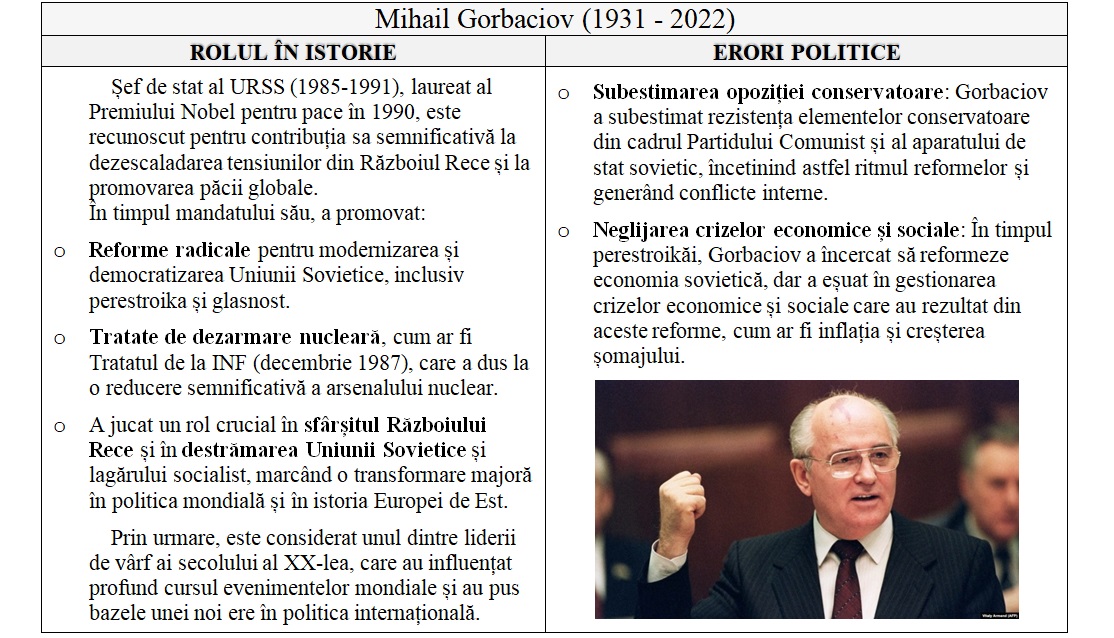 Mihail Gorbaciov (1931 - 2022)
ROLUL ÎN ISTORIE
Șef de stat al URSS (1985-1991), laureat al
Premiului Nobel pentru pace în 1990, este
recunoscut pentru contribuția sa semnificativă la
dezescaladarea tensiunilor din Războiul Rece și la
promovarea păcii globale.
În timpul mandatului său, a promovat:
o Reforme radicale pentru modernizarea și
democratizarea Uniunii Sovietice, inclusiv
perestroika și glasnost.
o Tratate de dezarmare nucleară, cum ar fi
Tratatul de la INF (decembrie 1987), care a dus la
o reducere semnificativă a arsenalului nuclear.
o A jucat un rol crucial în sfârșitul Războiului
Rece și în destrămarea Uniunii Sovietice și
lagărului socialist, marcând o transformare majoră
în politica mondială și în istoria Europei de Est.
Prin urmare, este considerat unul dintre liderii
de vârf ai secolului al XX-lea, care au influențat
profund cursul evenimentelor mondiale și au pus
bazele unei noi ere în politica internațională.
ERORI POLITICE
o Subestimarea opoziției conservatoare: Gorbaciov
a subestimat rezistența elementelor conservatoare
din cadrul Partidului Comunist și al aparatului de
stat sovietic, încetinind astfel ritmul reformelor și
generând conflicte interne.
o Neglijarea crizelor economice și sociale: În timpul
perestroikăi, Gorbaciov a încercat să reformeze
economia sovietică, dar a eșuat în gestionarea
crizelor economice și sociale care au rezultat din
aceste reforme, cum ar fi inflația și creșterea
șomajului.
Vitaly Armand (AFP)